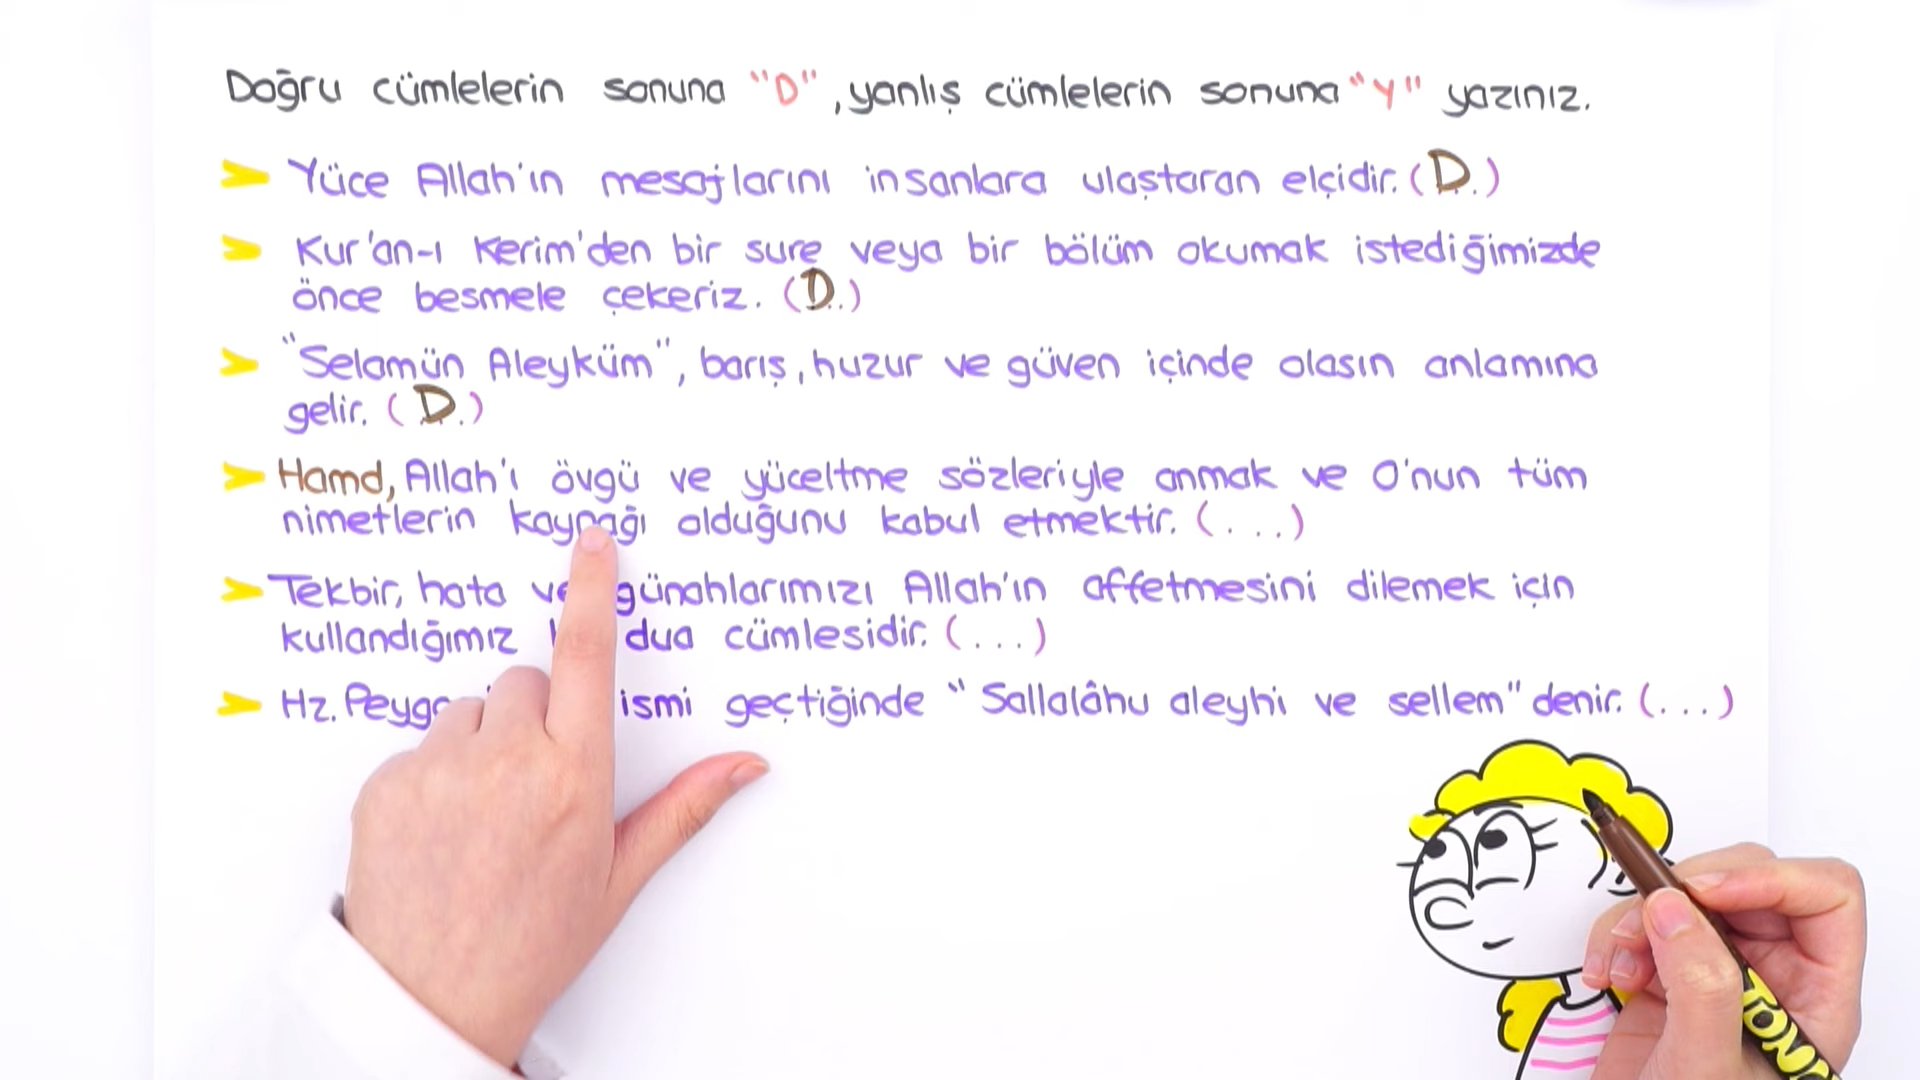 Doğru cümlelerin sonuna "D", yanlış cümlelerin sonuna "Y" yazınız.
➤ Yüce Allah'ın mesajlarını insanlara ulaştaran elçidir. (D.)
➤ Kur'an-ı Kerim'den bir sure veya bir bölüm okumak istediğimizde
önce besmele çekeriz. (D.)
➤ "Selamün Aleyküm", barış, huzur ve güven içinde olasın anlamına
gelir. (D.)
➤ Hamd, Allah'ı övgü ve yüceltme sözleriyle anmak ve O'nun tüm
nimetlerin kaynağı olduğunu kabul etmektir. (...)
➤ Tekbir, hata ve günahlarımızı Allah'ın affetmesini dilemek için
kullandığımız dua cümlesidir. (...)
➤ Hz. ismi geçtiğinde "Sallalâhu aleyhi ve sellem" denir. (...)